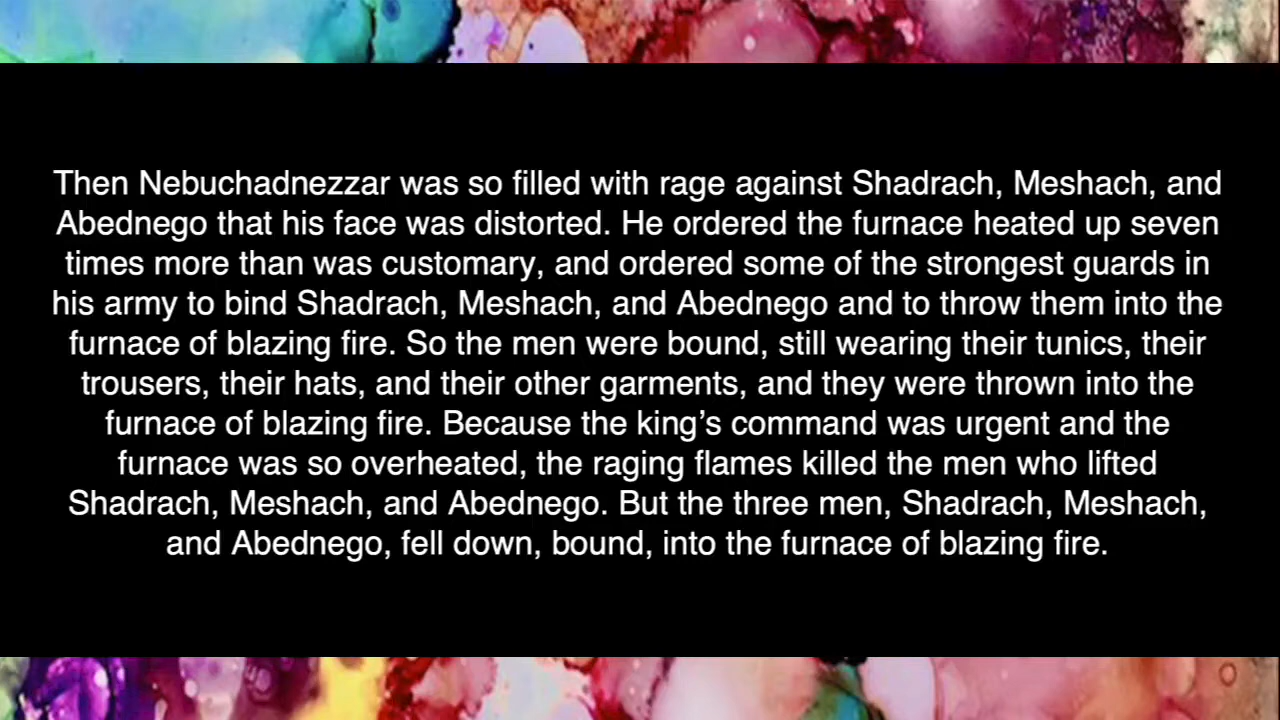 Then Nebuchadnezzar was so filled with rage against Shadrach, Meshach, and
Abednego that his face was distorted. He ordered the furnace heated up seven
times more than was customary, and ordered some of the strongest guards in
his army to bind Shadrach, Meshach, and Abednego and to throw them into the
furnace of blazing fire. So the men were bound, still wearing their tunics, their
trousers, their hats, and their other garments, and they were thrown into the
furnace of blazing fire. Because the king’s command was urgent and the
furnace was so overheated, the raging flames killed the men who lifted
Shadrach, Meshach, and Abednego. But the three men, Shadrach, Meshach,
and Abednego, fell down, bound, into the furnace of blazing fire.